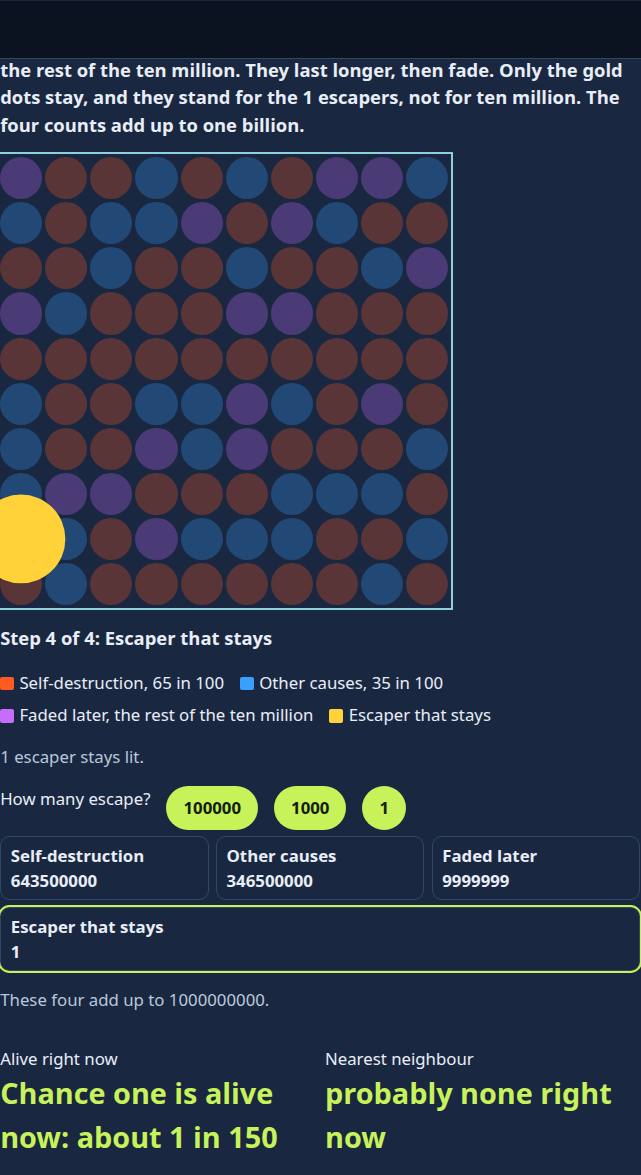 the rest of the ten million. They last longer, then fade. Only the gold
dots stay, and they stand for the 1 escapers, not for ten million. The
four counts add up to one billion.
Step 4 of 4: Escaper that stays
Self-destruction, 65 in 100 Other causes, 35 in 100
Faded later, the rest of the ten million Escaper that stays
1 escaper stays lit.
How many escape? 100000 1000 1
Self-destruction Other causes Faded later
643500000 346500000 9999999
Escaper that stays
1
These four add up to 1000000000.
Alive right now Nearest neighbour
Chance one is alive probably none right
now: about 1 in 150 now